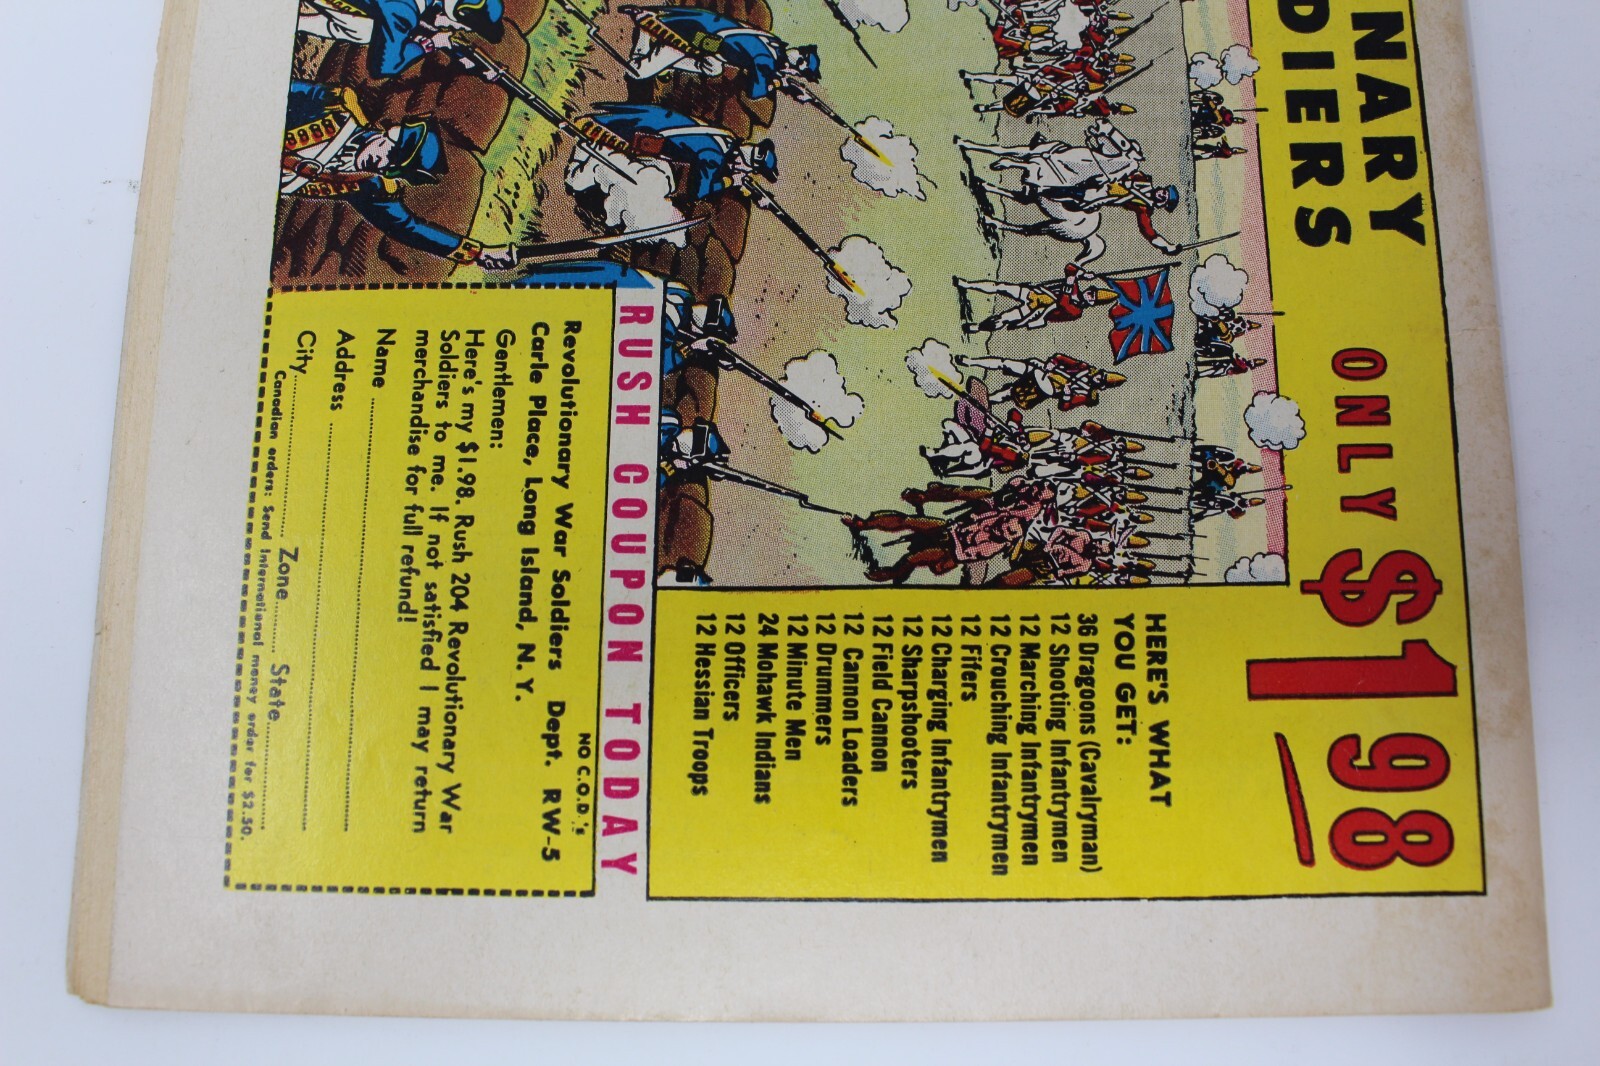 NARY
DIERS
ONLY $1 98
HERE'S WHAT
YOU GET:
36 Dragoons (Cavalryman)
12 Shooting Infantrymen
12 Marching Infantrymen
12 Crouching Infantrymen
12 Fifers
12 Charging Infantrymen
12 Sharpshooters
12 Field Cannon
12 Cannon Loaders
12 Drummers
12 Minute Men
24 Mohawk Indians
12 Officers
12 Hessian Troops
RUSH COUPON TODAY
NO C.O.D.'s
Revolutionary War Soldiers Dept. RW-5
Carle Place, Long Island, N. Y.
Gentlemen:
Here's my $1.98. Rush 204 Revolutionary War
Soldiers to me. If not satisfied I may return
merchandise for full refund!
Name
Address
City Zone State
Canadian orders: Send international money order for $2.50.